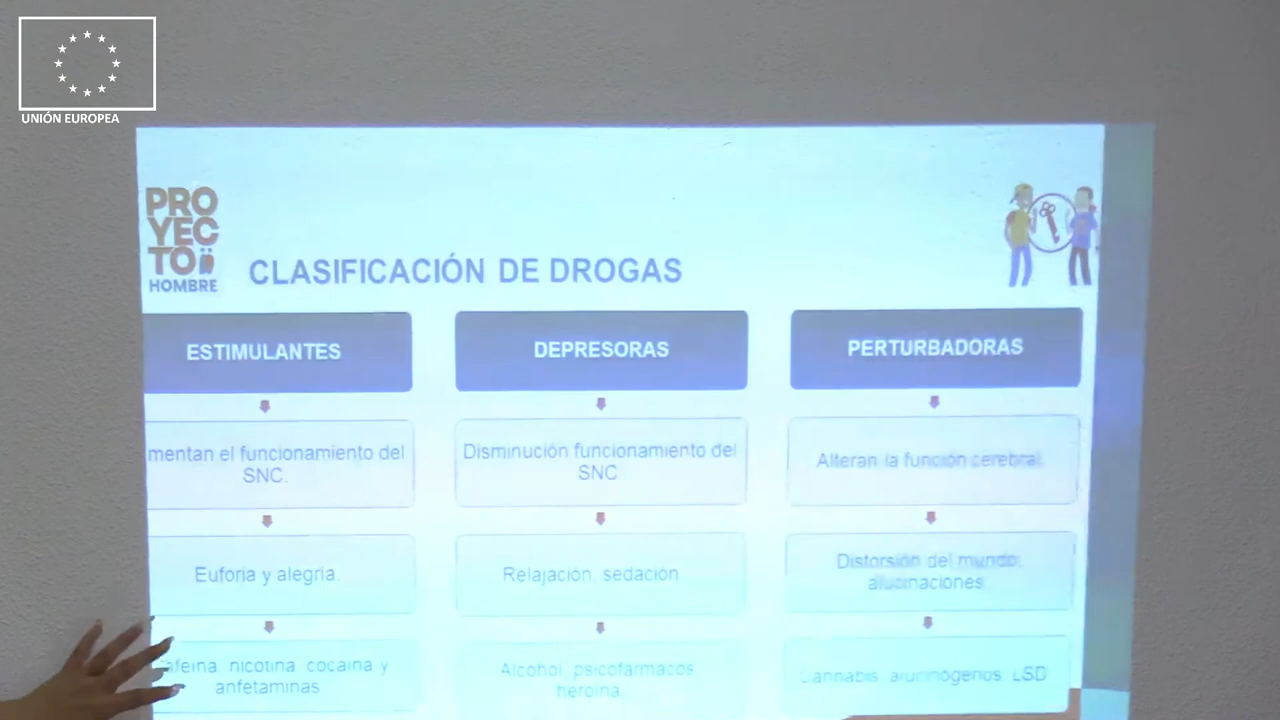 UNIÓN EUROPEA
PRO
YEC
TO
HOMBRE
CLASIFICACIÓN DE DROGAS
ESTIMULANTES
mentan el funcionamiento del
SNC.
Euforia y alegría.
afeína, nicotina, cocaína y
anfetaminas
DEPRESORAS
Disminución funcionamiento del
SNC
Relajación, sedación
Alcohol, psicofármacos
heroína.
PERTURBADORAS
Alteran la función cerebral
Distorsión del mundo,
alucinaciones
Cannabis, alucinógenos, LSD